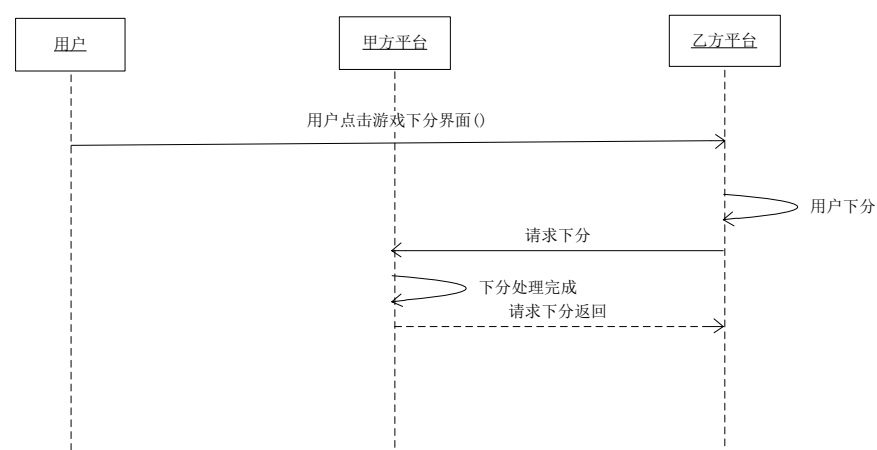 用户
甲方平台
乙方平台
用户点击游戏下分界面()
用户下分
请求下分
下分处理完成
请求下分返回